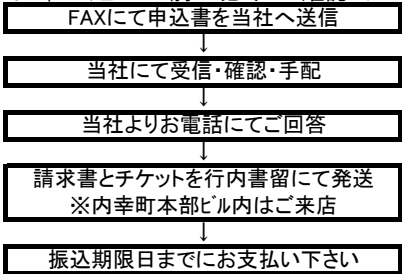 FAXにて申込書を当社へ送信
↓
当社にて受信・確認・手配
↓
当社よりお電話にてご回答
↓
請求書とチケットを行内書留にて発送
※内幸町本部ビル内はご来店
↓
振込期限日までにお支払い下さい